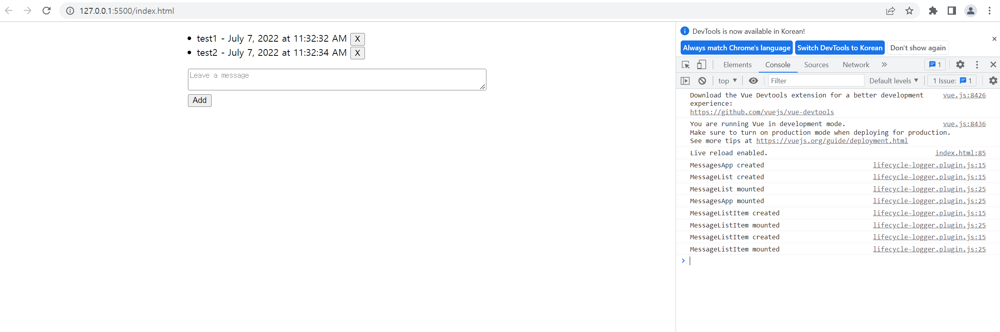 127.0.0.1:5500/index.html
test1 - July 7, 2022 at 11:32:32 AM X
test2 - July 7, 2022 at 11:32:34 AM X
Leave a message
Add
DevTools is now available in Korean!
Always match Chrome's language Switch DevTools to Korean Don't show again
Elements Console Sources Network 1
top Filter Default levels 1 Issue: 1
Download the Vue Devtools extension for a better development vue.js:8426
experience:
https://github.com/vuejs/vue-devtools
You are running Vue in development mode. vue.js:8436
Make sure to turn on production mode when deploying for production.
See more tips at https://vuejs.org/guide/deployment.html
Live reload enabled. index.html:85
MessagesApp created lifecycle-logger.plugin.js:15
MessageList created lifecycle-logger.plugin.js:15
MessageList mounted lifecycle-logger.plugin.js:25
MessagesApp mounted lifecycle-logger.plugin.js:25
MessageListItem created lifecycle-logger.plugin.js:15
MessageListItem mounted lifecycle-logger.plugin.js:25
MessageListItem created lifecycle-logger.plugin.js:15
MessageListItem mounted lifecycle-logger.plugin.js:25